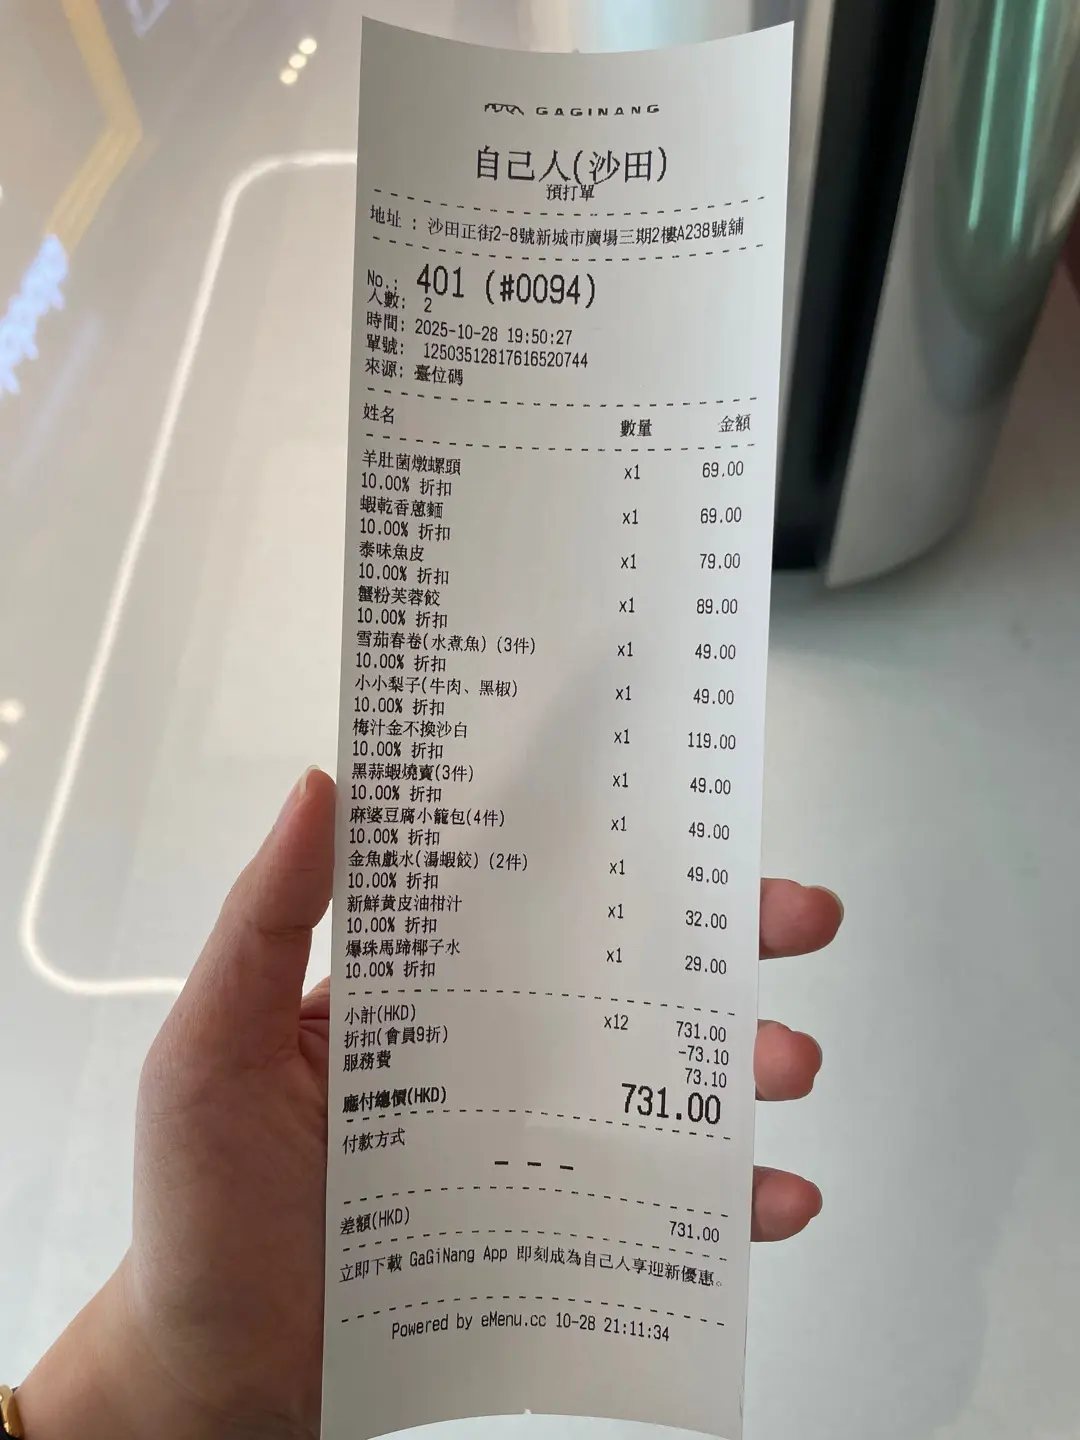 GAGINANG
自己人(沙田)
預打單
地址 : 沙田正街2-8號新城市廣場三期2樓A238號舖
No.: 401 (#0094)
人數: 2
時間: 2025-10-28 19:50:27
單號: 12503512817616520744
來源: 臺位碼
姓名 數量 金額
羊肚菌燉螺頭 x1 69.00
10.00% 折扣
蝦乾香蔥麵 x1 69.00
10.00% 折扣
泰味魚皮 x1 79.00
10.00% 折扣
蟹粉芙蓉餃 x1 89.00
10.00% 折扣
雪茄春卷(水煮魚) (3件) x1 49.00
10.00% 折扣
小小梨子(牛肉、黑椒) x1 49.00
10.00% 折扣
梅汁金不換沙白 x1 119.00
10.00% 折扣
黑蒜蝦燒賣(3件) x1 49.00
10.00% 折扣
麻婆豆腐小籠包(4件) x1 49.00
10.00% 折扣
金魚戲水(湯蝦餃) (2件) x1 49.00
10.00% 折扣
新鮮黃皮油柑汁 x1 32.00
10.00% 折扣
爆珠馬蹄椰子水 x1 29.00
10.00% 折扣
小計(HKD) x12 731.00
折扣(會員9折) -73.10
服務費 73.10
應付總價(HKD) 731.00
付款方式
---
差額(HKD) 731.00
立即下載 GaGiNang App 即刻成為自己人享迎新優惠。
Powered by eMenu.cc 10-28 21:11:34